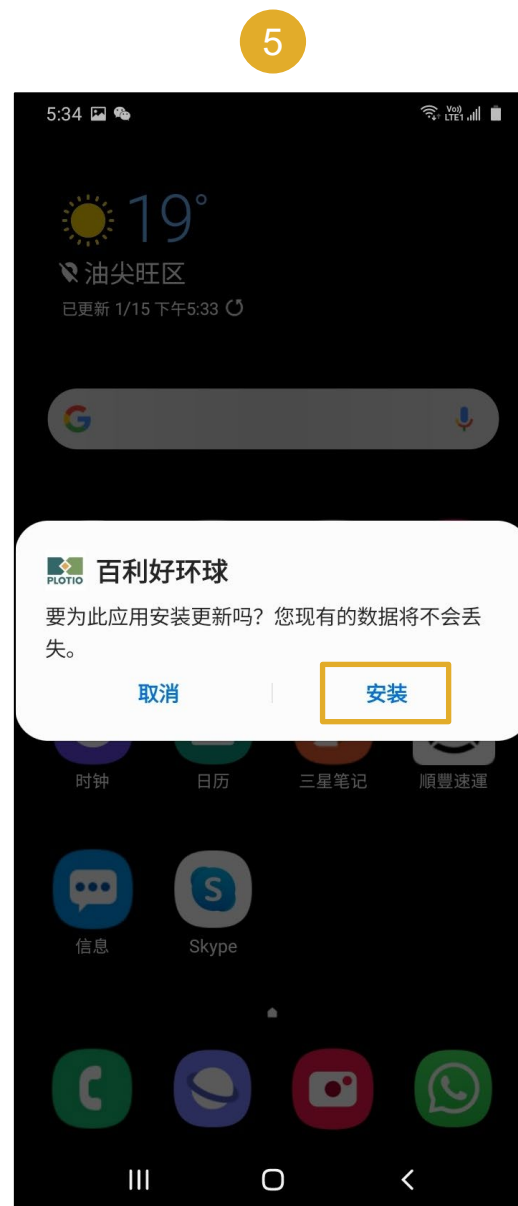 5
5:34
Vo))
LTE1
19°
油尖旺区
已更新 1/15 下午5:33
G
PLOTIO
百利好环球
要为此应用安装更新吗？您现有的数据将不会丢
失。
取消
安装
时钟
日历
三星笔记
順豐速運
S
信息
Skype